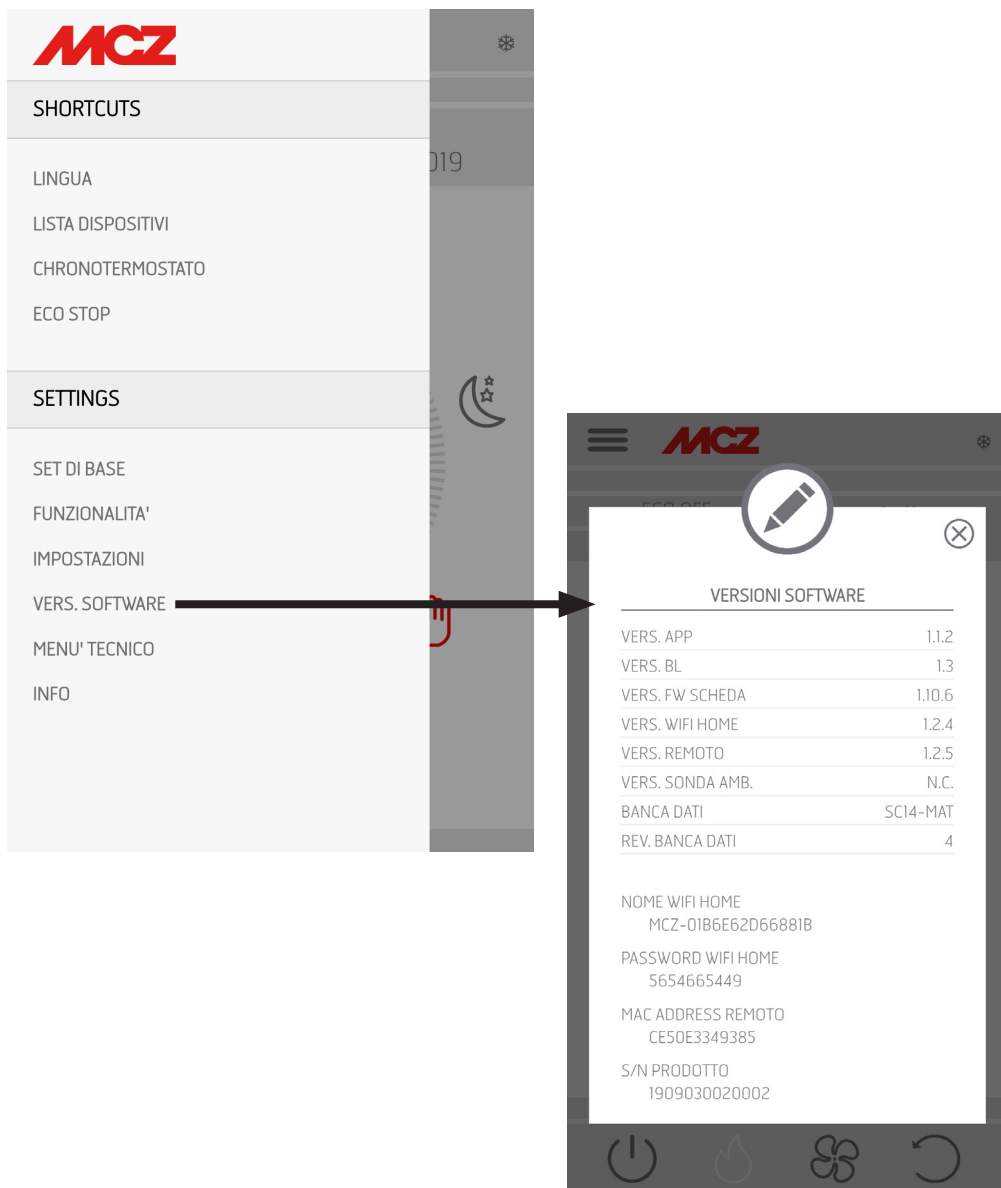 MCZ
SHORTCUTS
019
LINGUA
LISTA DISPOSITIVI
CHRONOTERMOSTATO
ECO STOP
SETTINGS
SET DI BASE
FUNZIONALITA'
IMPOSTAZIONI
VERS. SOFTWARE
MENU' TECNICO
INFO
MCZ
ECO OFF
VERSIONI SOFTWARE
VERS. APP 1.1.2
VERS. BL 1.3
VERS. FW SCHEDA 1.10.6
VERS. WIFI HOME 1.2.4
VERS. REMOTO 1.2.5
VERS. SONDA AMB. N.C.
BANCA DATI SC14-MAT
REV. BANCA DATI 4
NOME WIFI HOME
MCZ-01B6E62D66881B
PASSWORD WIFI HOME
5654665449
MAC ADDRESS REMOTO
CE50E3349385
S/N PRODOTTO
1909030020002